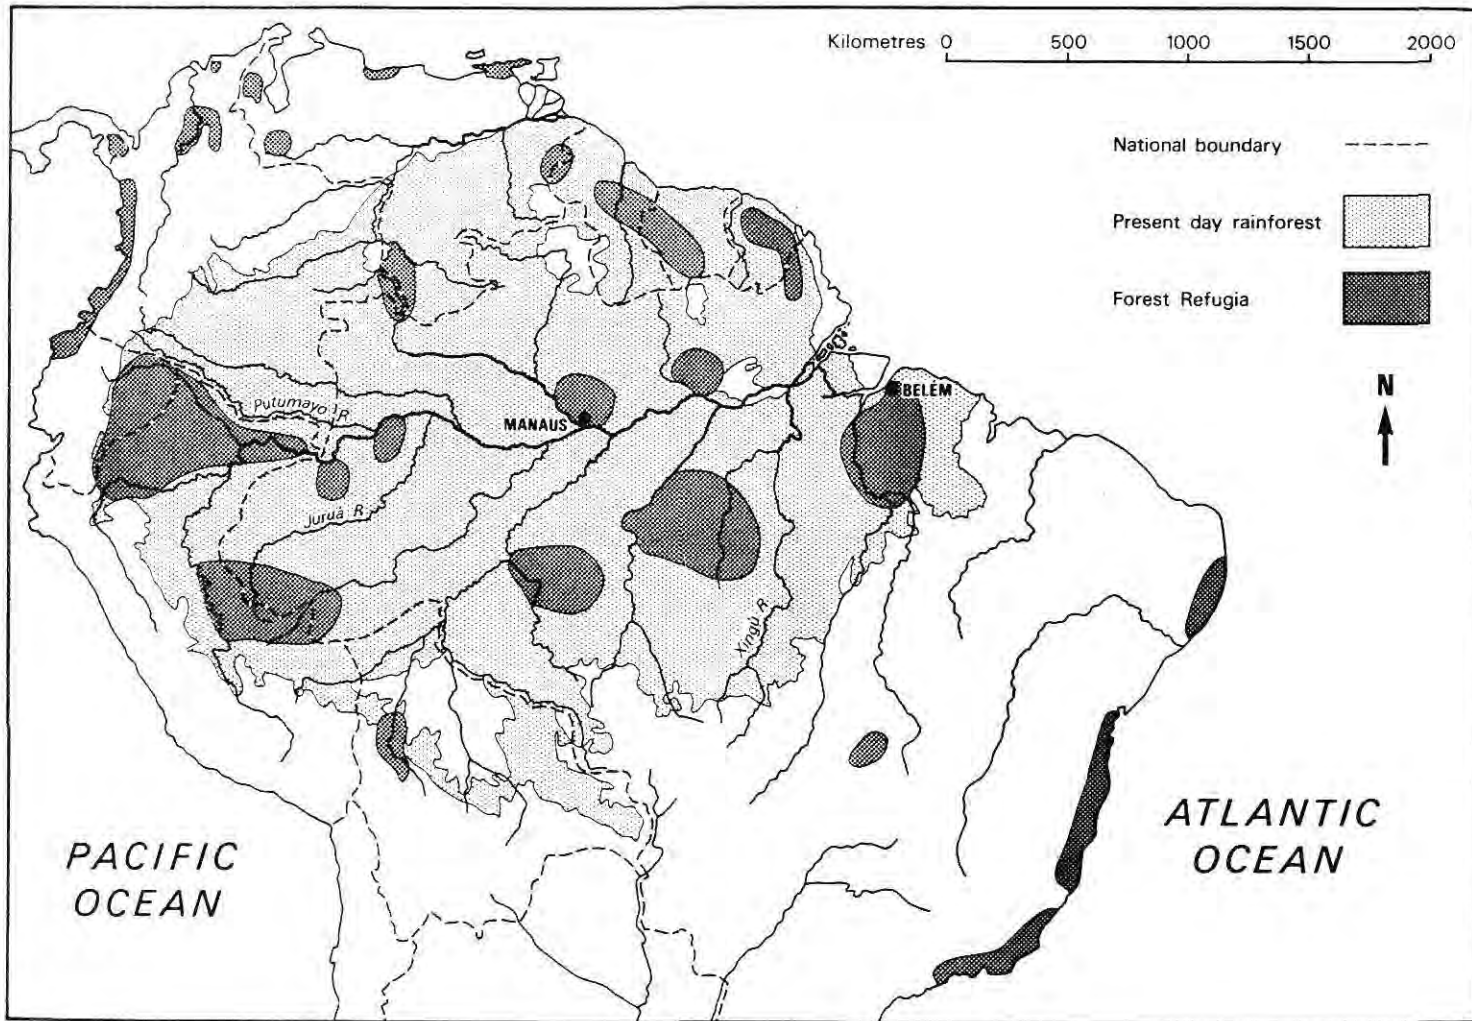 Kilometres 0 500 1000 1500 2000
National boundary
Present day rainforest
Forest Refugia
N
Putumayo R
MANAUS
BELÉM
Juruá R
Xingú R
PACIFIC
OCEAN
ATLANTIC
OCEAN